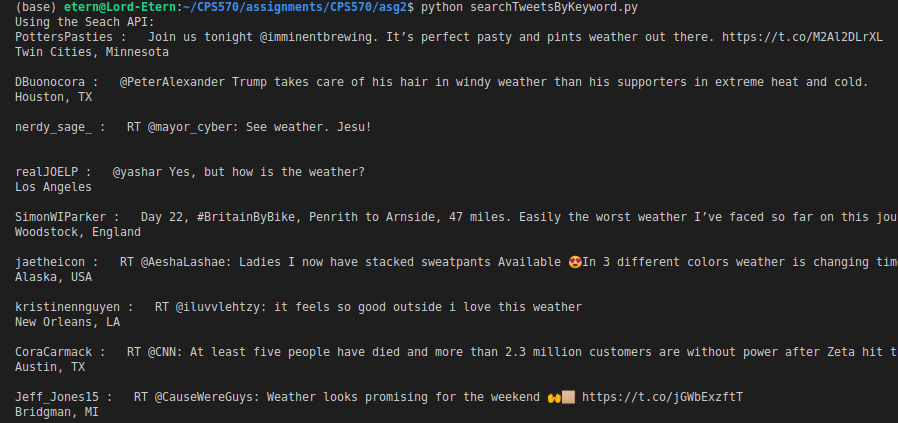 (base) etern@Lord-Etern:~/CPS570/assignments/CPS570/asg2$ python searchTweetsByKeyword.py
Using the Seach API:
PottersPasties :   Join us tonight @imminentbrewing. It’s perfect pasty and pints weather out there. https://t.co/M2Al2DLrXL
Twin Cities, Minnesota
DBuonocora :   @PeterAlexander Trump takes care of his hair in windy weather than his supporters in extreme heat and cold.
Houston, TX
nerdy_sage_ :   RT @mayor_cyber: See weather. Jesu!
realJOELP :   @yashar Yes, but how is the weather?
Los Angeles
SimonWIParker :   Day 22, #BritainByBike, Penrith to Arnside, 47 miles. Easily the worst weather I’ve faced so far on this jou
Woodstock, England
jaetheicon :   RT @AeshaLashae: Ladies I now have stacked sweatpants Available 😍In 3 different colors weather is changing tim
Alaska, USA
kristinennguyen :   RT @iluvvlehtzy: it feels so good outside i love this weather
New Orleans, LA
CoraCarmack :   RT @CNN: At least five people have died and more than 2.3 million customers are without power after Zeta hit t
Austin, TX
Jeff_Jones15 :   RT @CauseWereGuys: Weather looks promising for the weekend 🙌🏼 https://t.co/jGWbExzftT
Bridgman, MI